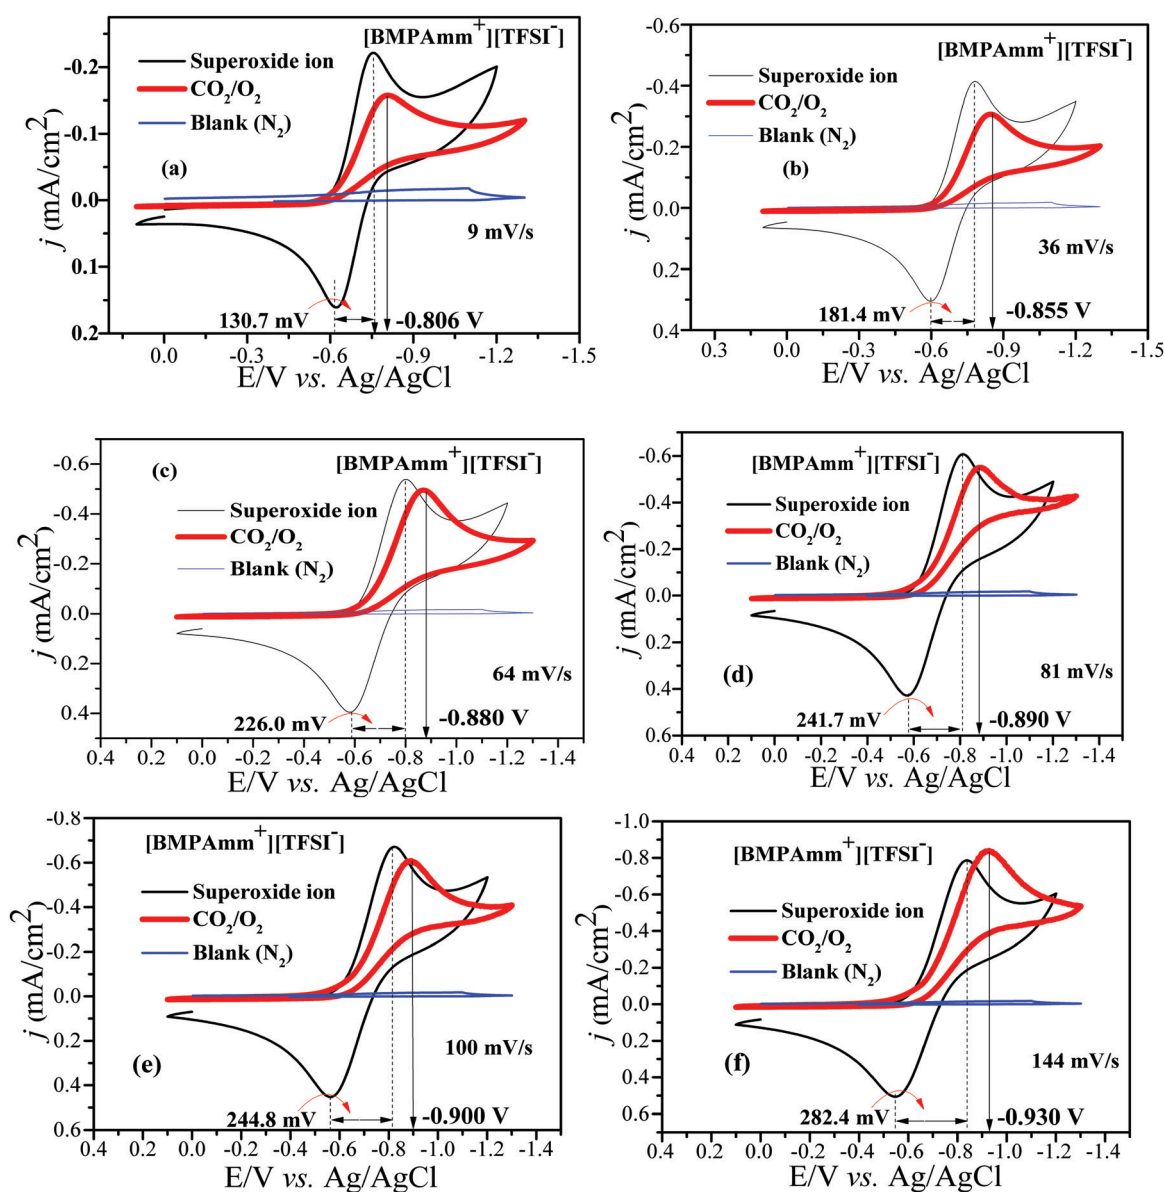 [BMPAmm+][TFSI-]
Superoxide ion
CO2/O2
Blank (N2)
(a)
9 mV/s
130.7 mV
-0.806 V
-0.2
-0.1
0.0
0.1
0.2
j (mA/cm2)
0.0 -0.3 -0.6 -0.9 -1.2 -1.5
E/V vs. Ag/AgCl
[BMPAmm+][TFSI-]
Superoxide ion
CO2/O2
Blank (N2)
(b)
36 mV/s
181.4 mV
-0.855 V
-0.6
-0.4
-0.2
0.0
0.2
0.4
j (mA/cm2)
0.3 0.0 -0.3 -0.6 -0.9 -1.2 -1.5
E/V vs. Ag/AgCl
(c)
[BMPAmm+][TFSI-]
Superoxide ion
CO2/O2
Blank (N2)
64 mV/s
226.0 mV
-0.880 V
-0.6
-0.4
-0.2
0.0
0.2
0.4
j (mA/cm2)
0.4 0.2 0.0 -0.2 -0.4 -0.6 -0.8 -1.0 -1.2 -1.4
E/V vs. Ag/AgCl
[BMPAmm+][TFSI-]
Superoxide ion
CO2/O2
Blank (N2)
(d)
81 mV/s
241.7 mV
-0.890 V
-0.6
-0.4
-0.2
0.0
0.2
0.4
0.6
j (mA/cm2)
0.4 0.2 0.0 -0.2 -0.4 -0.6 -0.8 -1.0 -1.2 -1.4
E/V vs. Ag/AgCl
[BMPAmm+][TFSI-]
Superoxide ion
CO2/O2
Blank (N2)
(e)
100 mV/s
244.8 mV
-0.900 V
-0.8
-0.6
-0.4
-0.2
0.0
0.2
0.4
0.6
j (mA/cm2)
0.4 0.2 0.0 -0.2 -0.4 -0.6 -0.8 -1.0 -1.2 -1.4
E/V vs. Ag/AgCl
[BMPAmm+][TFSI-]
Superoxide ion
CO2/O2
Blank (N2)
(f)
144 mV/s
282.4 mV
-0.930 V
-1.0
-0.8
-0.6
-0.4
-0.2
0.0
0.2
0.4
0.6
j (mA/cm2)
0.4 0.2 0.0 -0.2 -0.4 -0.6 -0.8 -1.0 -1.2 -1.4
E/V vs. Ag/AgCl